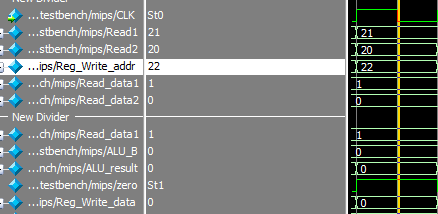 New Divider
...testbench/mips/CLK St0
...stbench/mips/Read1 21 21
...stbench/mips/Read2 20 20
...ips/Reg_Write_addr 22 22
...ch/mips/Read_data1 1 1
...ch/mips/Read_data2 0 0
New Divider
...ch/mips/Read_data1 1 1
...stbench/mips/ALU_B 0 0
...nch/mips/ALU_result 0 0
...testbench/mips/zero St1
...ips/Reg_Write_data 0 0